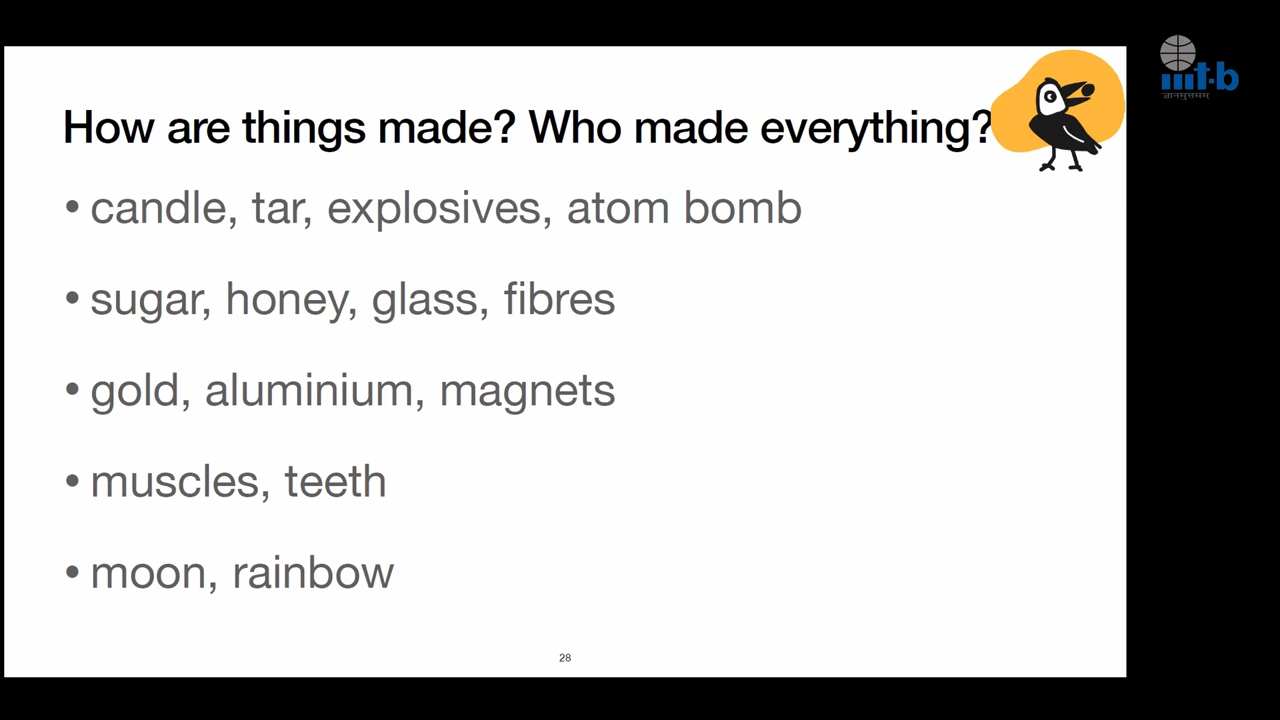 How are things made? Who made everything?
• candle, tar, explosives, atom bomb
• sugar, honey, glass, fibres
• gold, aluminium, magnets
• muscles, teeth
• moon, rainbow
28
iiit-b
ज्ञानमुत्तमम्